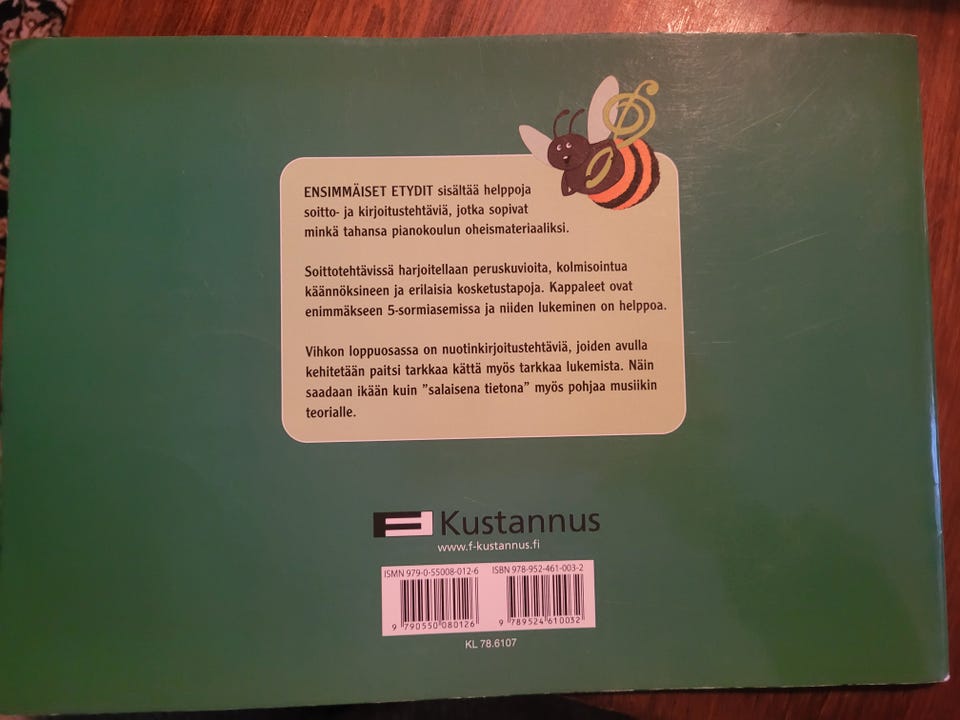 ENSIMMÄISET ETYDIT sisältää helppoja
soitto- ja kirjoitustehtäviä, jotka sopivat
minkä tahansa pianokoulun oheismateriaaliksi.
Soittotehtävissä harjoitellaan peruskuvioita, kolmisointua
käännöksineen ja erilaisia kosketustapoja. Kappaleet ovat
enimmäkseen 5-sormiasemissa ja niiden lukeminen on helppoa.
Vihkon loppuosassa on nuotinkirjoitustehtäviä, joiden avulla
kehitetään paitsi tarkkaa kättä myös tarkkaa lukemista. Näin
saadaan ikään kuin ”salaisena tietona” myös pohjaa musiikin
teorialle.
F Kustannus
www.f-kustannus.fi
ISMN 979-0-55008-012-6
9 790550 080126
ISBN 978-952-461-003-2
9 789524 610032
KL 78.6107